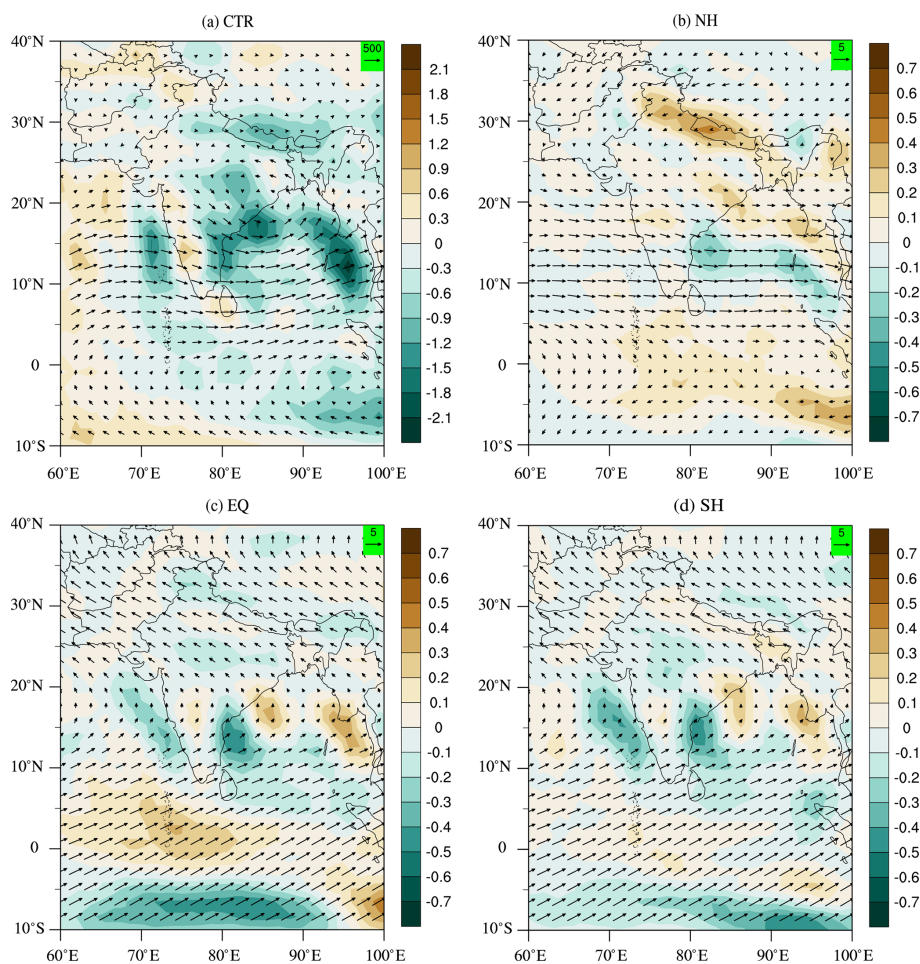 (a) CTR
500
40°N
30°N
20°N
10°N
0
10°S
60°E 70°E 80°E 90°E 100°E
2.1
1.8
1.5
1.2
0.9
0.6
0.3
0
-0.3
-0.6
-0.9
-1.2
-1.5
-1.8
-2.1
(b) NH
5
40°N
30°N
20°N
10°N
0
10°S
60°E 70°E 80°E 90°E 100°E
0.7
0.6
0.5
0.4
0.3
0.2
0.1
0
-0.1
-0.2
-0.3
-0.4
-0.5
-0.6
-0.7
(c) EQ
5
40°N
30°N
20°N
10°N
0
10°S
60°E 70°E 80°E 90°E 100°E
0.7
0.6
0.5
0.4
0.3
0.2
0.1
0
-0.1
-0.2
-0.3
-0.4
-0.5
-0.6
-0.7
(d) SH
5
40°N
30°N
20°N
10°N
0
10°S
60°E 70°E 80°E 90°E 100°E
0.7
0.6
0.5
0.4
0.3
0.2
0.1
0
-0.1
-0.2
-0.3
-0.4
-0.5
-0.6
-0.7